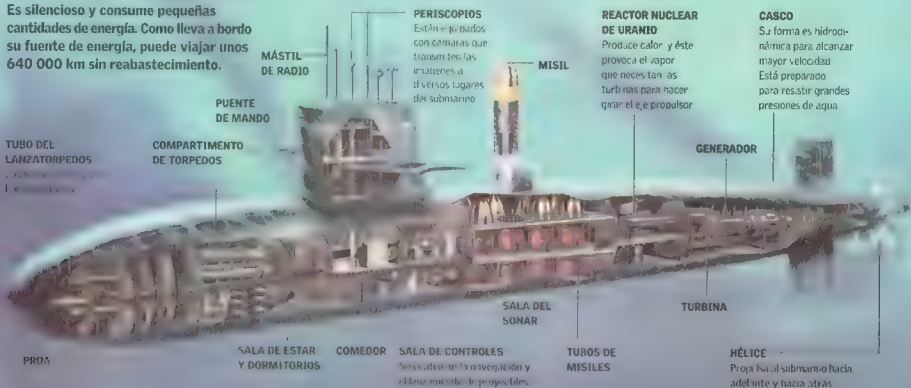 Es silencioso y consume pequeñas
cantidades de energía. Como lleva a bordo
su fuente de energía, puede viajar unos
640 000 km sin reabastecimiento.
MÁSTIL
DE RADIO
PERISCOPIOS
Están equipados
con cámaras que
transmiten las
imágenes a
diversos lugares
del submarino
MISIL
REACTOR NUCLEAR
DE URANIO
Produce calor y éste
provoca el vapor
que necesitan las
turbinas para hacer
girar el eje propulsor
CASCO
Su forma es hidrodi-
námica para alcanzar
mayor velocidad
Está preparado
para resistir grandes
presiones de agua
PUENTE
DE MANDO
TUBO DEL
LANZATORPEDOS
COMPARTIMENTO
DE TORPEDOS
GENERADOR
SALA DEL
SONAR
TURBINA
PROA
SALA DE ESTAR
Y DORMITORIOS
COMEDOR
SALA DE CONTROLES
navegación y
TUBOS DE
MISILES
HÉLICE
Propulsa al submarino hacia
adelante y hacia atrás